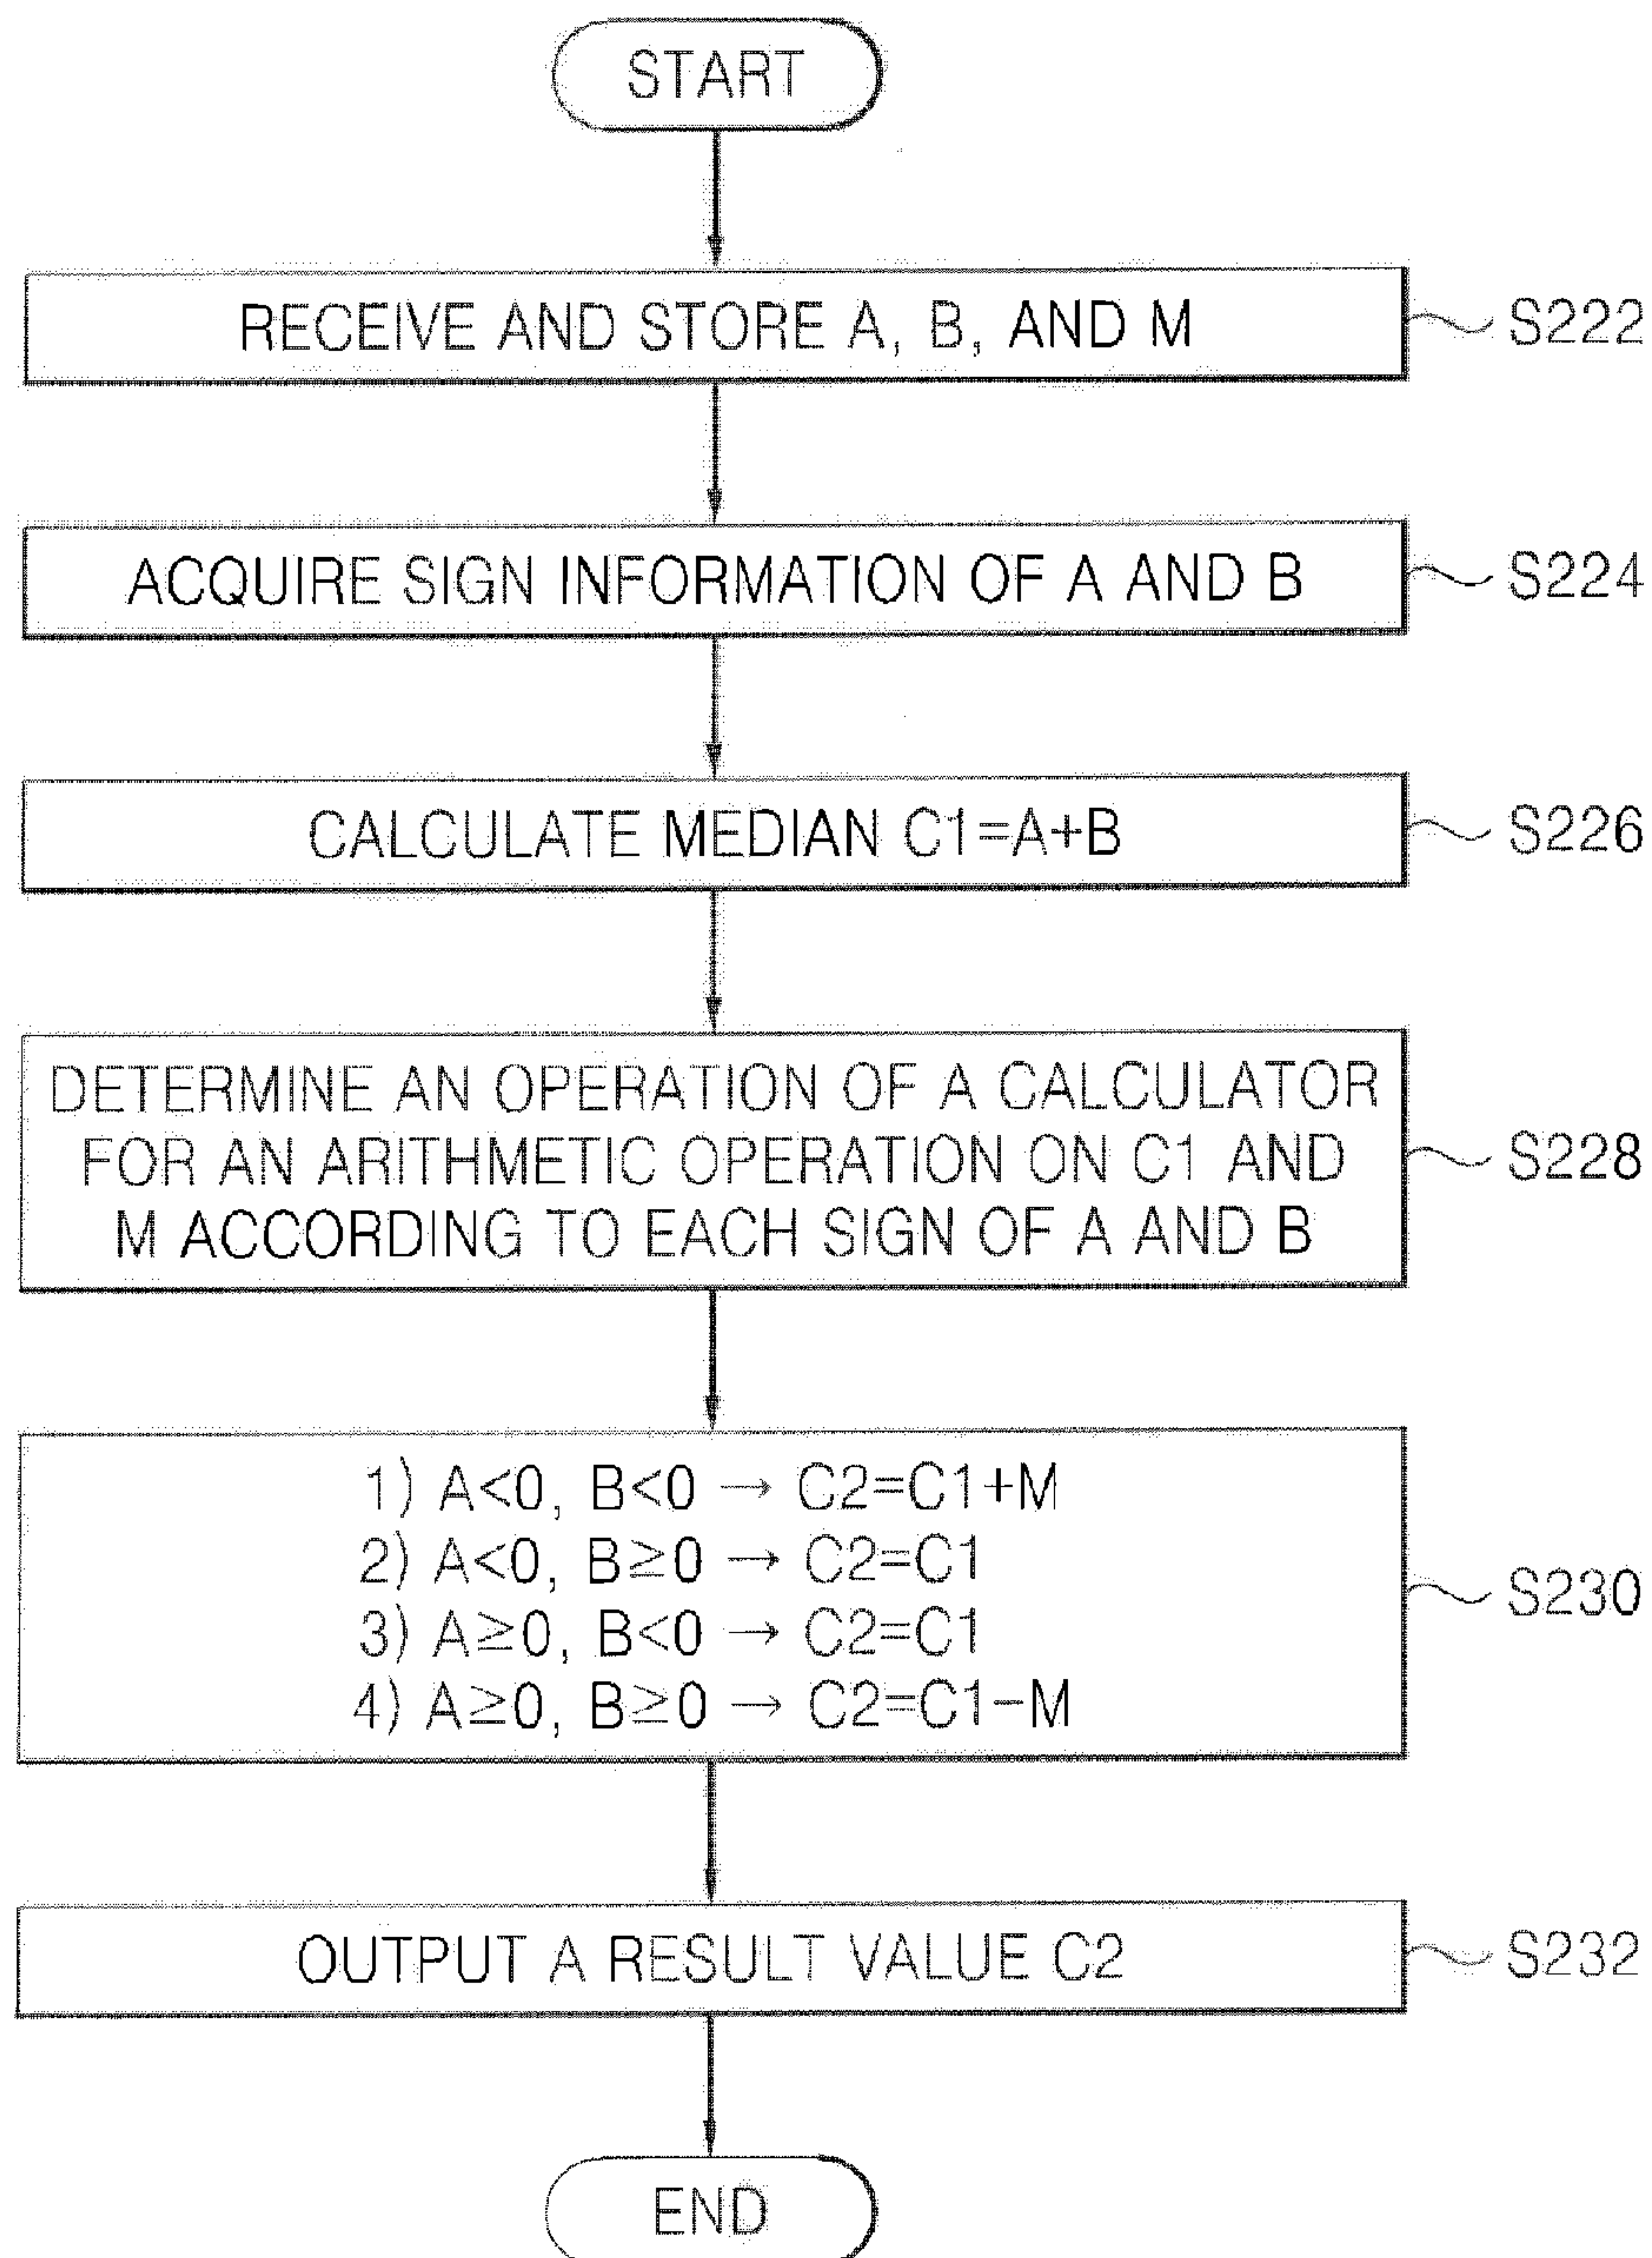 START
RECEIVE AND STORE A, B, AND M
S222
ACQUIRE SIGN INFORMATION OF A AND B
S224
CALCULATE MEDIAN C1=A+B
S226
DETERMINE AN OPERATION OF A CALCULATOR
FOR AN ARITHMETIC OPERATION ON C1 AND
M ACCORDING TO EACH SIGN OF A AND B
S228
1) A<0, B<0 → C2=C1+M
2) A<0, B≥0 → C2=C1
3) A≥0, B<0 → C2=C1
4) A≥0, B≥0 → C2=C1−M
S230
OUTPUT A RESULT VALUE C2
S232
END